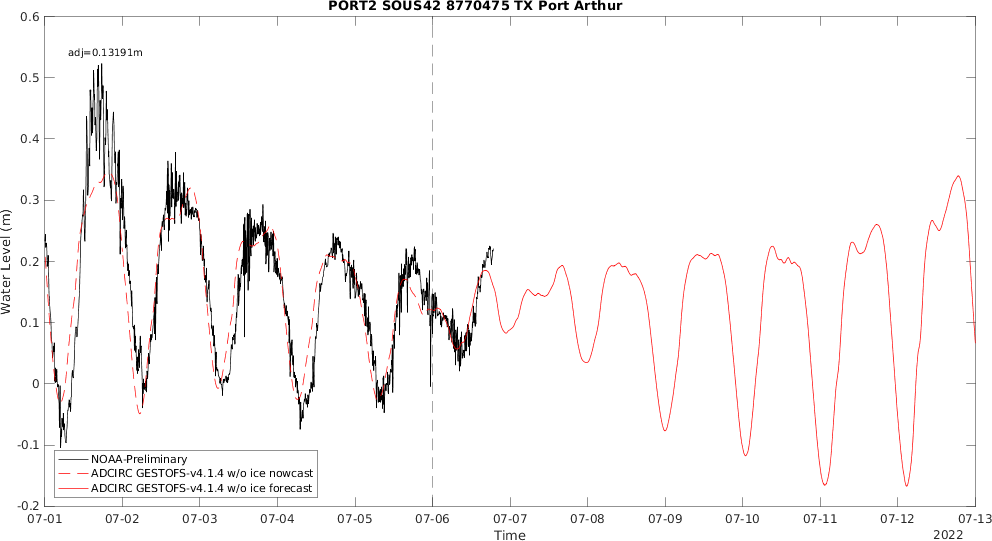 PORT2 SOUS42 8770475 TX Port Arthur
adj=0.13191m
0.6
0.5
0.4
0.3
0.2
0.1
0
-0.1
-0.2
Water Level (m)
NOAA-Preliminary
ADCIRC GESTOFS-v4.1.4 w/o ice nowcast
ADCIRC GESTOFS-v4.1.4 w/o ice forecast
07-01 07-02 07-03 07-04 07-05 07-06 07-07 07-08 07-09 07-10 07-11 07-12 07-13
Time
2022